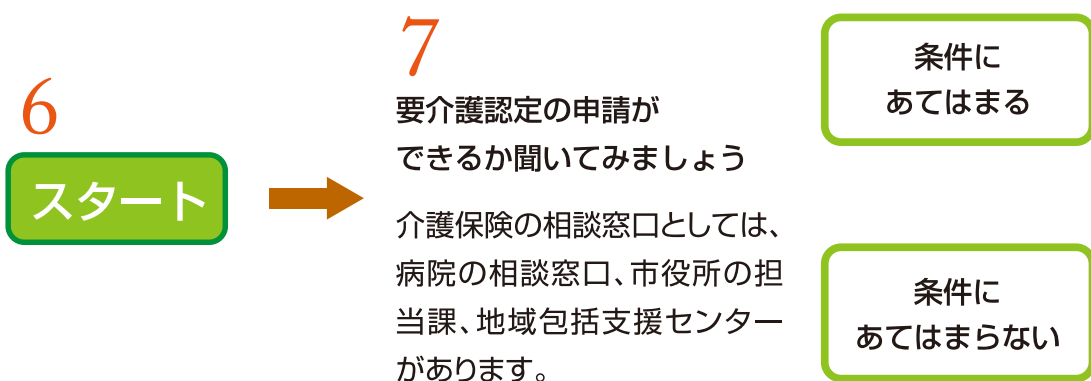 6
スタート
7
要介護認定の申請が
できるか聞いてみましょう
介護保険の相談窓口としては、
病院の相談窓口、市役所の担
当課、地域包括支援センター
があります。
条件に
あてはまる
条件に
あてはまらない